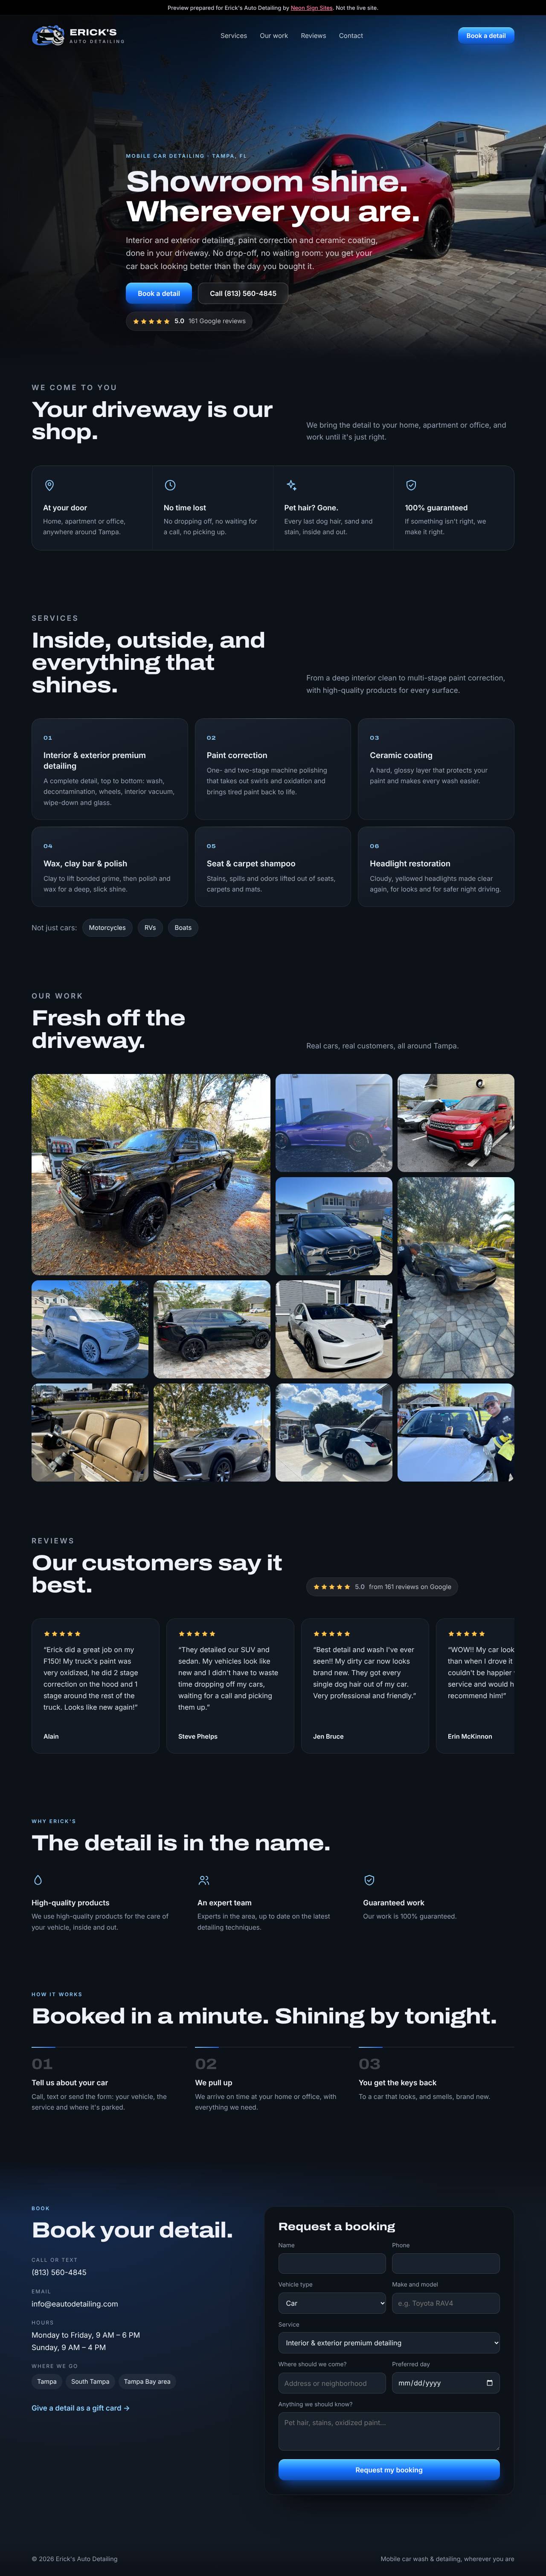 Preview prepared for Erick's Auto Detailing by Neon Sign Sites. Not the live site.
ERICK'S
AUTO DETAILING
Services
Our work
Reviews
Contact
Book a detail
MOBILE CAR DETAILING · TAMPA, FL
Showroom shine.
Wherever you are.
Interior and exterior detailing, paint correction and ceramic coating,
done in your driveway. No drop-off, no waiting room: you get your
car back looking better than the day you bought it.
Book a detail
Call (813) 560-4845
5.0 161 Google reviews
WE COME TO YOU
Your driveway is our
shop.
We bring the detail to your home, apartment or office, and
work until it's just right.
At your door
Home, apartment or office,
anywhere around Tampa.
No time lost
No dropping off, no waiting for
a call, no picking up.
Pet hair? Gone.
Every last dog hair, sand and
stain, inside and out.
100% guaranteed
If something isn't right, we
make it right.
SERVICES
Inside, outside, and
everything that
shines.
From a deep interior clean to multi-stage paint correction,
with high-quality products for every surface.
01
Interior & exterior premium
detailing
A complete detail, top to bottom: wash,
decontamination, wheels, interior vacuum,
wipe-down and glass.
02
Paint correction
One- and two-stage machine polishing
that takes out swirls and oxidation and
brings tired paint back to life.
03
Ceramic coating
A hard, glossy layer that protects your
paint and makes every wash easier.
04
Wax, clay bar & polish
Clay to lift bonded grime, then polish and
wax for a deep, slick shine.
05
Seat & carpet shampoo
Stains, spills and odors lifted out of seats,
carpets and mats.
06
Headlight restoration
Cloudy, yellowed headlights made clear
again, for looks and for safer night driving.
Not just cars:
Motorcycles
RVs
Boats
OUR WORK
Fresh off the
driveway.
Real cars, real customers, all around Tampa.
REVIEWS
Our customers say it
best.
5.0 from 161 reviews on Google
“Erick did a great job on my
F150! My truck's paint was
very oxidized, he did 2 stage
correction on the hood and 1
stage around the rest of the
truck. Looks like new again!”
Alain
“They detailed our SUV and
sedan. My vehicles look like
new and I didn't have to waste
time dropping off my cars,
waiting for a call and picking
them up.”
Steve Phelps
“Best detail and wash I've ever
seen!! My dirty car now looks
brand new. They got every
single dog hair out of my car.
Very professional and friendly.”
Jen Bruce
“WOW!! My car look
than when I drove it
couldn't be happier
service and would h
recommend him!”
Erin McKinnon
WHY ERICK'S
The detail is in the name.
High-quality products
We use high-quality products for the care of
your vehicle, inside and out.
An expert team
Experts in the area, up to date on the latest
detailing techniques.
Guaranteed work
Our work is 100% guaranteed.
HOW IT WORKS
Booked in a minute. Shining by tonight.
01
Tell us about your car
Call, text or send the form: your vehicle, the
service and where it's parked.
02
We pull up
We arrive on time at your home or office, with
everything we need.
03
You get the keys back
To a car that looks, and smells, brand new.
BOOK
Book your detail.
CALL OR TEXT
(813) 560-4845
EMAIL
info@eautodetailing.com
HOURS
Monday to Friday, 9 AM – 6 PM
Sunday, 9 AM – 4 PM
WHERE WE GO
Tampa
South Tampa
Tampa Bay area
Give a detail as a gift card →
Request a booking
Name
Phone
Vehicle type
Make and model
Car
e.g. Toyota RAV4
Service
Interior & exterior premium detailing
Where should we come?
Preferred day
Address or neighborhood
mm/dd/yyyy
Anything we should know?
Pet hair, stains, oxidized paint...
Request my booking
© 2026 Erick's Auto Detailing
Mobile car wash & detailing, wherever you are